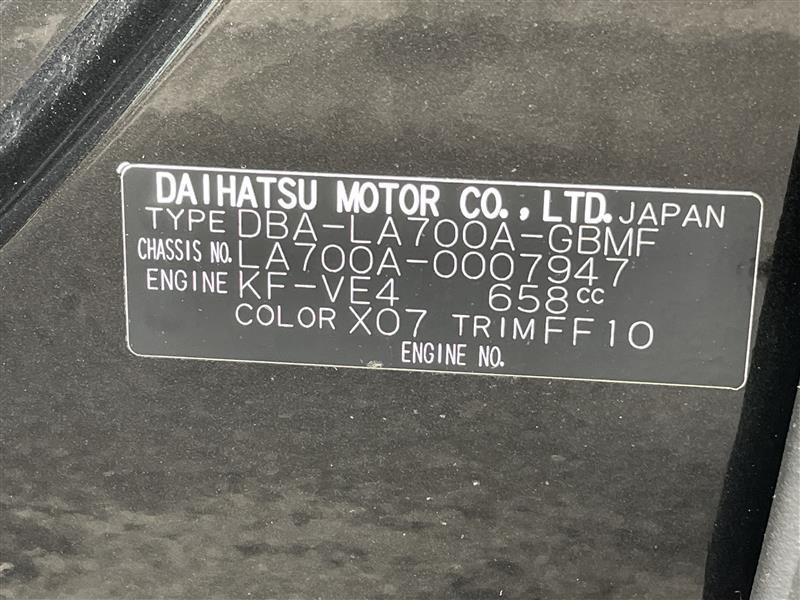 DAIHATSU MOTOR CO., LTD. JAPAN
TYPE DBA-LA700A-GBMF
CHASSIS NO. LA700A-0007947
ENGINE KF-VE4 658cc
COLOR X07 TRIM FF10
ENGINE NO.